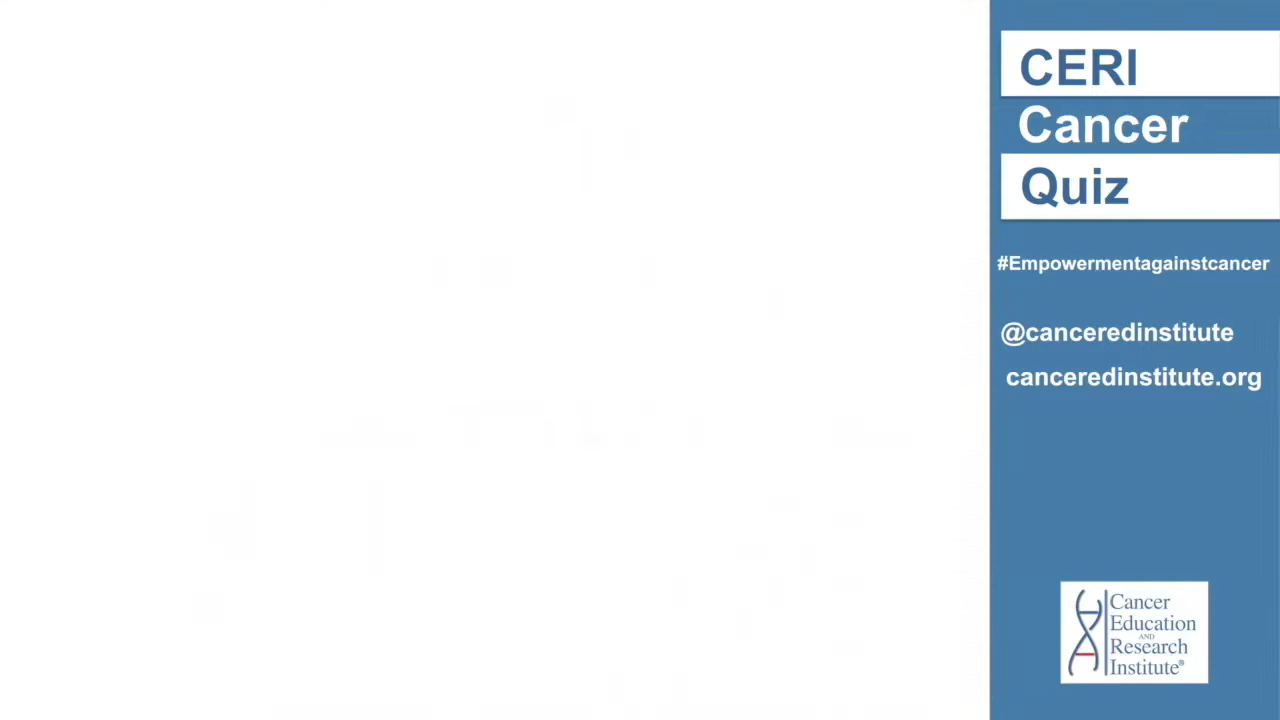 CERI
Cancer
Quiz
#Empowermentagainstcancer
@canceredinstitute
canceredinstitute.org
Cancer
Education
AND
Research
Institute®